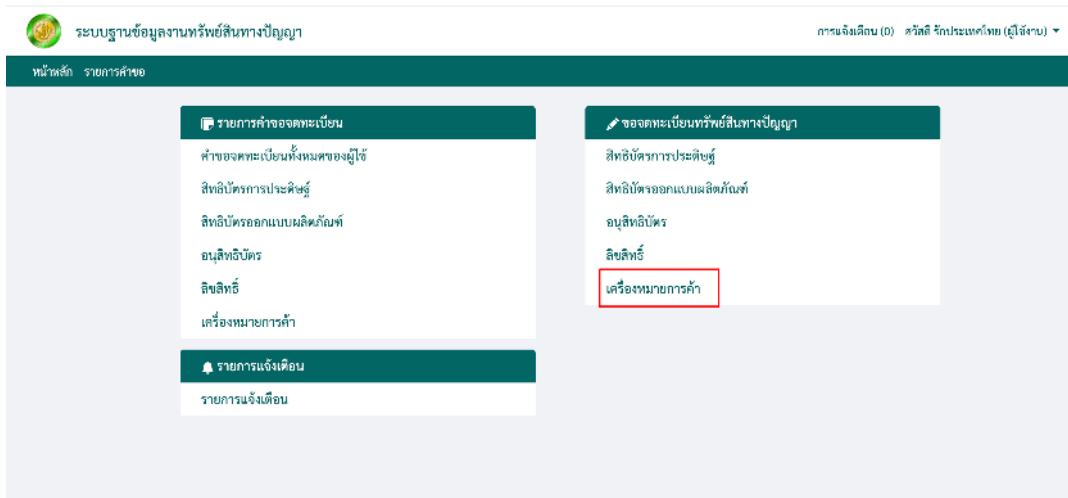 ระบบฐานข้อมูลงานทรัพย์สินทางปัญญา
การแจ้งเตือน (0) สวัสดี รักประเทศไทย (ผู้ใช้งาน)
หน้าหลัก รายการคำขอ
รายการคำขอจดทะเบียน
คำขอจดทะเบียนทั้งหมดของผู้ใช้
สิทธิบัตรการประดิษฐ์
สิทธิบัตรออกแบบผลิตภัณฑ์
อนุสิทธิบัตร
ลิขสิทธิ์
เครื่องหมายการค้า
รายการแจ้งเตือน
รายการแจ้งเตือน
ขอจดทะเบียนทรัพย์สินทางปัญญา
สิทธิบัตรการประดิษฐ์
สิทธิบัตรออกแบบผลิตภัณฑ์
อนุสิทธิบัตร
ลิขสิทธิ์
เครื่องหมายการค้า